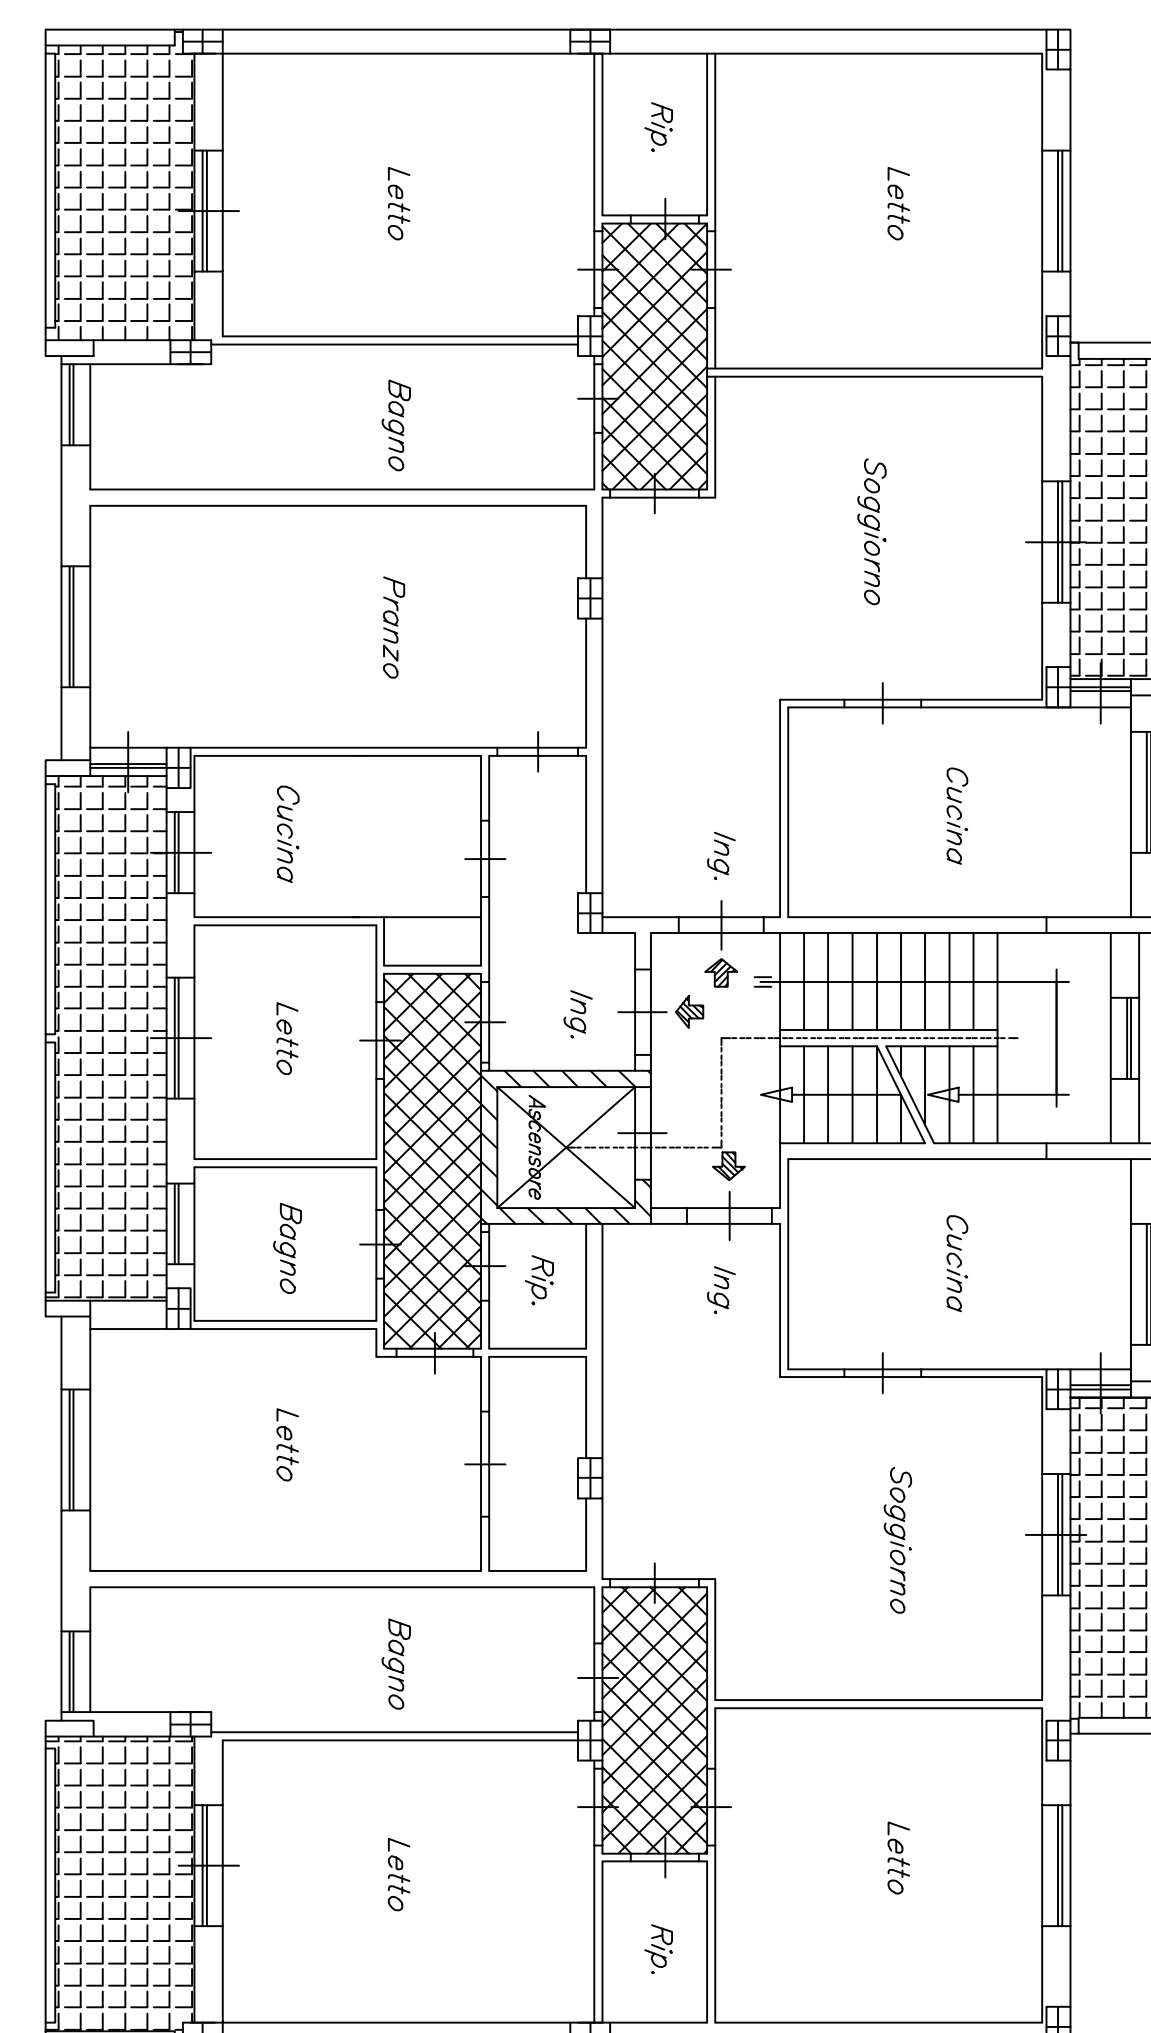 Letto
Rip.
Letto
Bagno
Soggiorno
Pranzo
Cucina
Cucina
Ing.
Letto
Ing.
Ascensore
Bagno
Rip.
Ing.
Cucina
Letto
Soggiorno
Bagno
Letto
Letto
Rip.